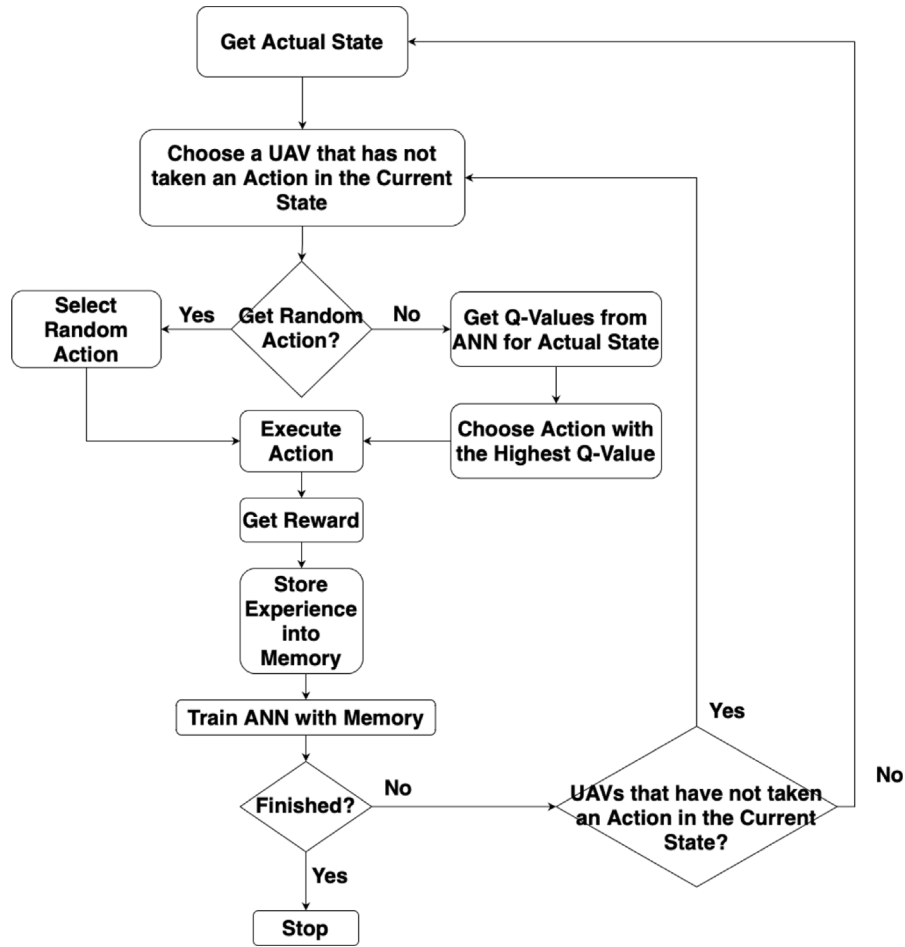 Get Actual State
Choose a UAV that has not
taken an Action in the Current
State
Select
Random
Action
Yes
Get Random
Action?
No
Get Q-Values from
ANN for Actual State
Execute
Action
Choose Action with
the Highest Q-Value
Get Reward
Store
Experience
into
Memory
Train ANN with Memory
Yes
Finished?
No
UAVs that have not taken
an Action in the Current
State?
No
Yes
Stop